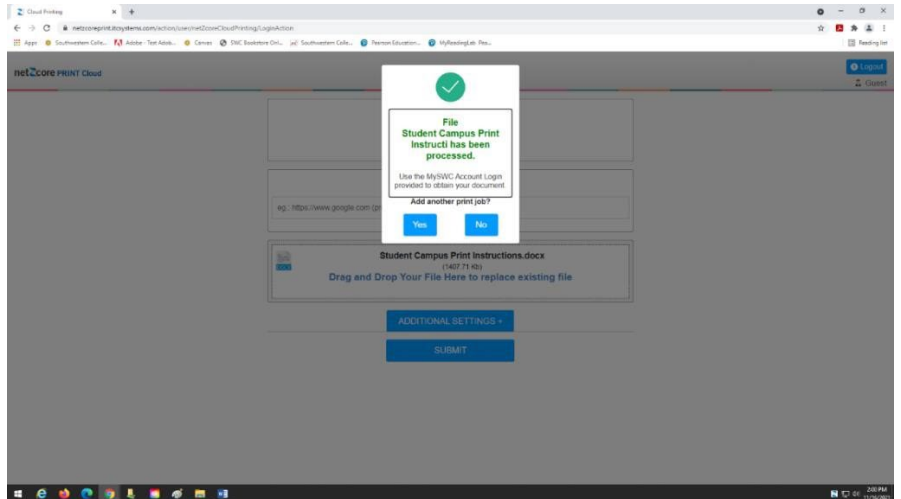 Cloud Printing
netzcoreprint.itcsystems.com/action/user/netZcoreCloudPrinting/LoginAction
Apps
Southwestern Colle...
Adobe - Test Adob...
Canvas
SWC Bookstore Onl...
Southwestern Colle...
Pearson Education...
MyReadingLab Pea...
Reading list
netZcore PRINT Cloud
Logout
Guest
File
Student Campus Print
Instructi has been
processed.
Use the MySWC Account Login
provided to obtain your document
Add another print job?
Yes
No
eg.: https://www.google.com (pr
Student Campus Print Instructions.docx
(1407.71 Kb)
Drag and Drop Your File Here to replace existing file
ADDITIONAL SETTINGS +
SUBMIT
2:00 PM